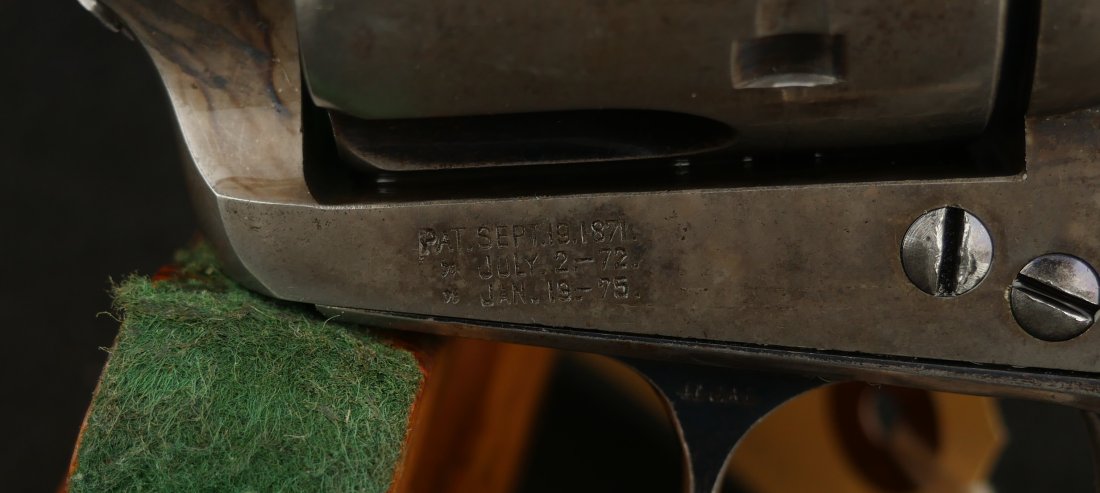 PAT. SEPT. 19. 1871.
" JULY. 2.-72.
" JAN. 19.-75.